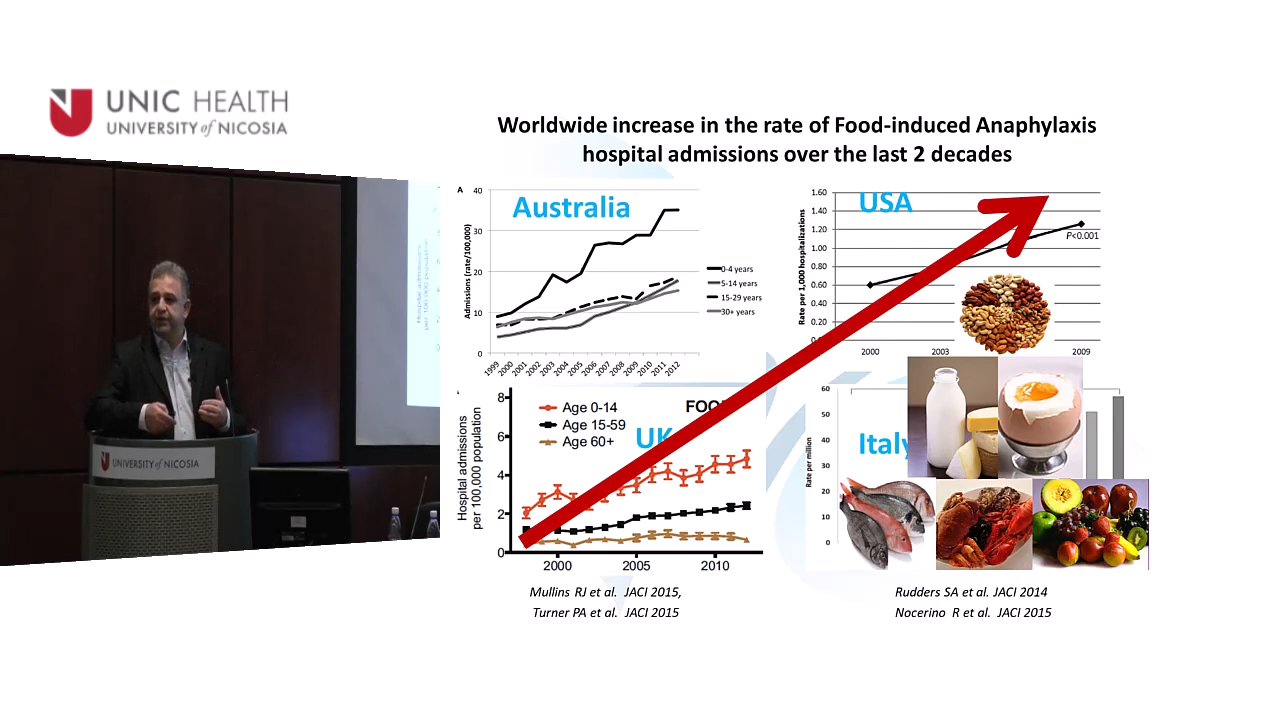 UNIC HEALTH
UNIVERSITY of NICOSIA
Worldwide increase in the rate of Food-induced Anaphylaxis
hospital admissions over the last 2 decades
A
Australia
Admissions (rate/100,000)
40
30
20
10
0
1999 2000 2001 2002 2003 2004 2005 2006 2007 2008 2009 2010 2011 2012
0-4 years
5-14 years
15-29 years
30+ years
USA
Rate per 1,000 hospitalizations
1.60
1.40
1.20
1.00
0.80
0.60
0.40
0.20
P<0.001
2000 2003 2009
UK
Hospital admissions
per 100,000 population
8
6
4
2
0
Age 0-14
Age 15-59
Age 60+
2000 2005 2010
Italy
Rate per million
60
50
40
30
20
10
0
Mullins RJ et al. JACI 2015,
Turner PA et al. JACI 2015
Rudders SA et al. JACI 2014
Nocerino R et al. JACI 2015
UNIVERSITY of NICOSIA
Hospital admissions
per 100,000 population